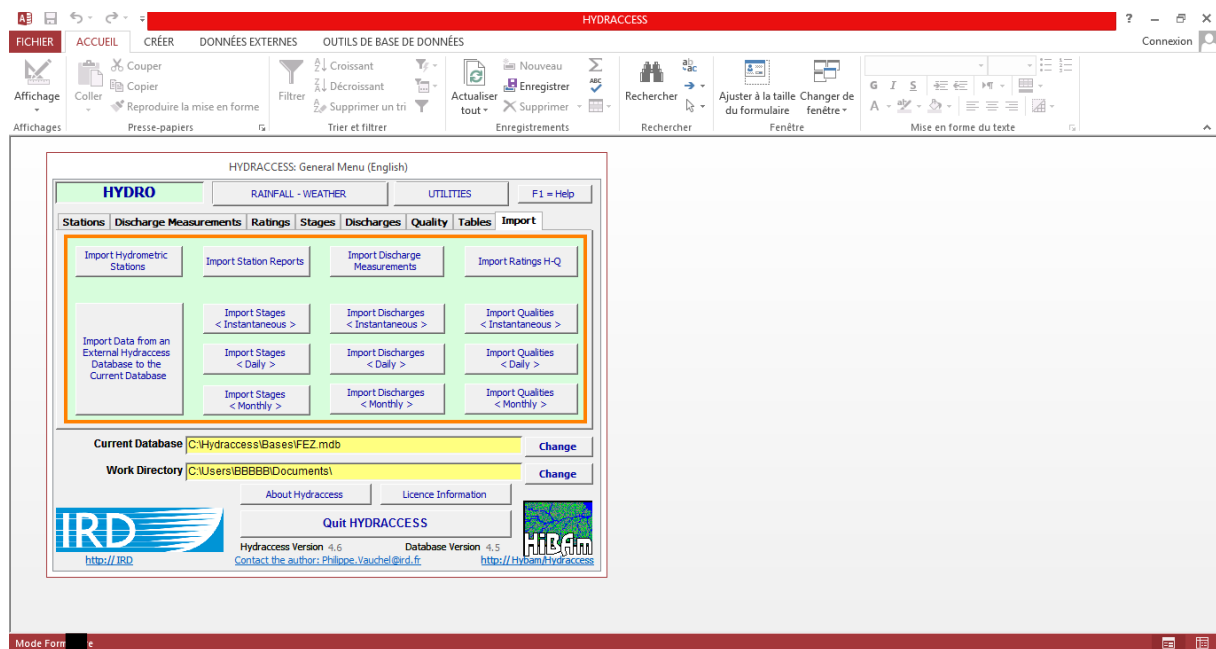 HYDRACCESS
FICHIER ACCUEIL CRÉER DONNÉES EXTERNES OUTILS DE BASE DE DONNÉES Connexion
Affichage
Affichages
Coller
Couper
Copier
Reproduire la mise en forme
Presse-papiers
Filtrer
Croissant
Décroissant
Supprimer un tri
Trier et filtrer
Actualiser
tout
Nouveau
Enregistrer
Supprimer
Enregistrements
Rechercher
Rechercher
Ajuster à la taille
du formulaire
Changer de
fenêtre
Fenêtre
G I S
A
Mise en forme du texte
HYDRACCESS: General Menu (English)
HYDRO RAINFALL - WEATHER UTILITIES F1 = Help
Stations Discharge Measurements Ratings Stages Discharges Quality Tables Import
Import Hydrometric
Stations
Import Station Reports
Import Discharge
Measurements
Import Ratings H-Q
Import Data from an
External Hydraccess
Database to the
Current Database
Import Stages
< Instantaneous >
Import Discharges
< Instantaneous >
Import Qualities
< Instantaneous >
Import Stages
< Daily >
Import Discharges
< Daily >
Import Qualities
< Daily >
Import Stages
< Monthly >
Import Discharges
< Monthly >
Import Qualities
< Monthly >
Current Database C:\Hydraccess\Bases\FEZ.mdb Change
Work Directory C:\Users\BBBBB\Documents\ Change
About Hydraccess Licence Information
IRD
Quit HYDRACCESS
HiBAm
Hydraccess Version 4.6 Database Version 4.5
http:// IRD Contact the author: Philippe.Vauchel@ird.fr http:// Hybam/Hydraccess
Mode Form